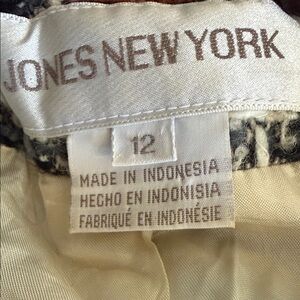 JONES NEW YORK
12
MADE IN INDONESIA
HECHO EN INDONISIA
FABRIQUÉ EN INDONÉSIE